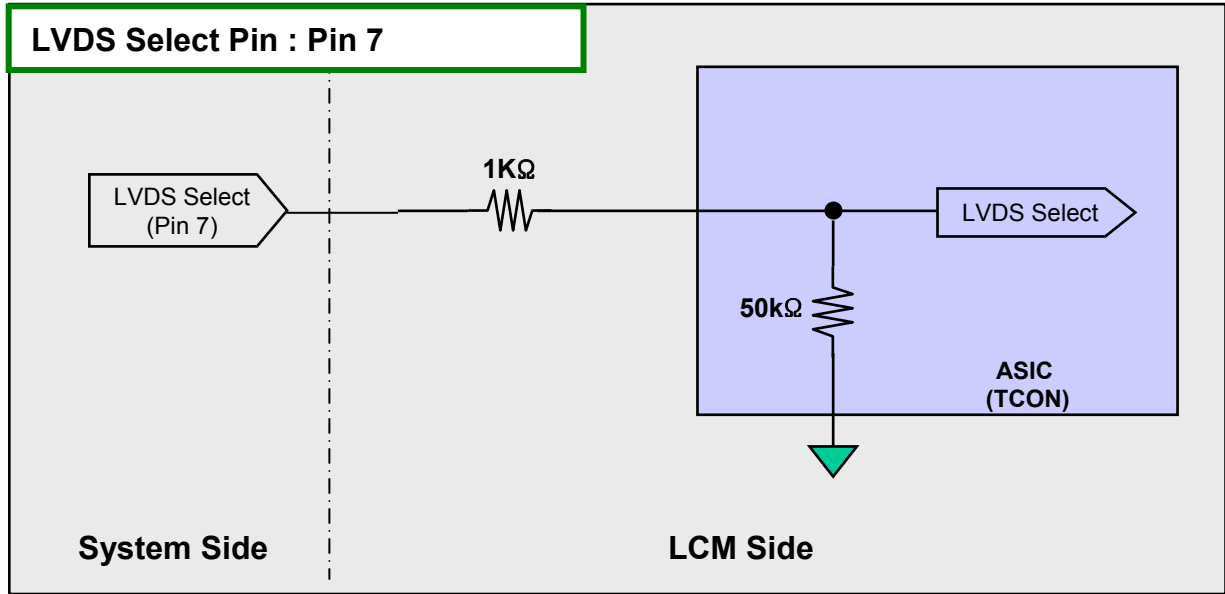 LVDS Select Pin : Pin 7
LVDS Select
(Pin 7)
1KΩ
LVDS Select
50kΩ
ASIC
(TCON)
System Side
LCM Side